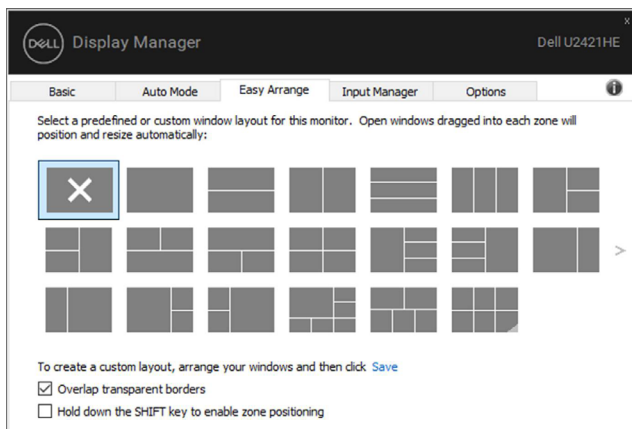 x
DELL Display Manager Dell U2421HE
Basic Auto Mode Easy Arrange Input Manager Options
Select a predefined or custom window layout for this monitor. Open windows dragged into each zone will
position and resize automatically:
To create a custom layout, arrange your windows and then click Save
Overlap transparent borders
Hold down the SHIFT key to enable zone positioning